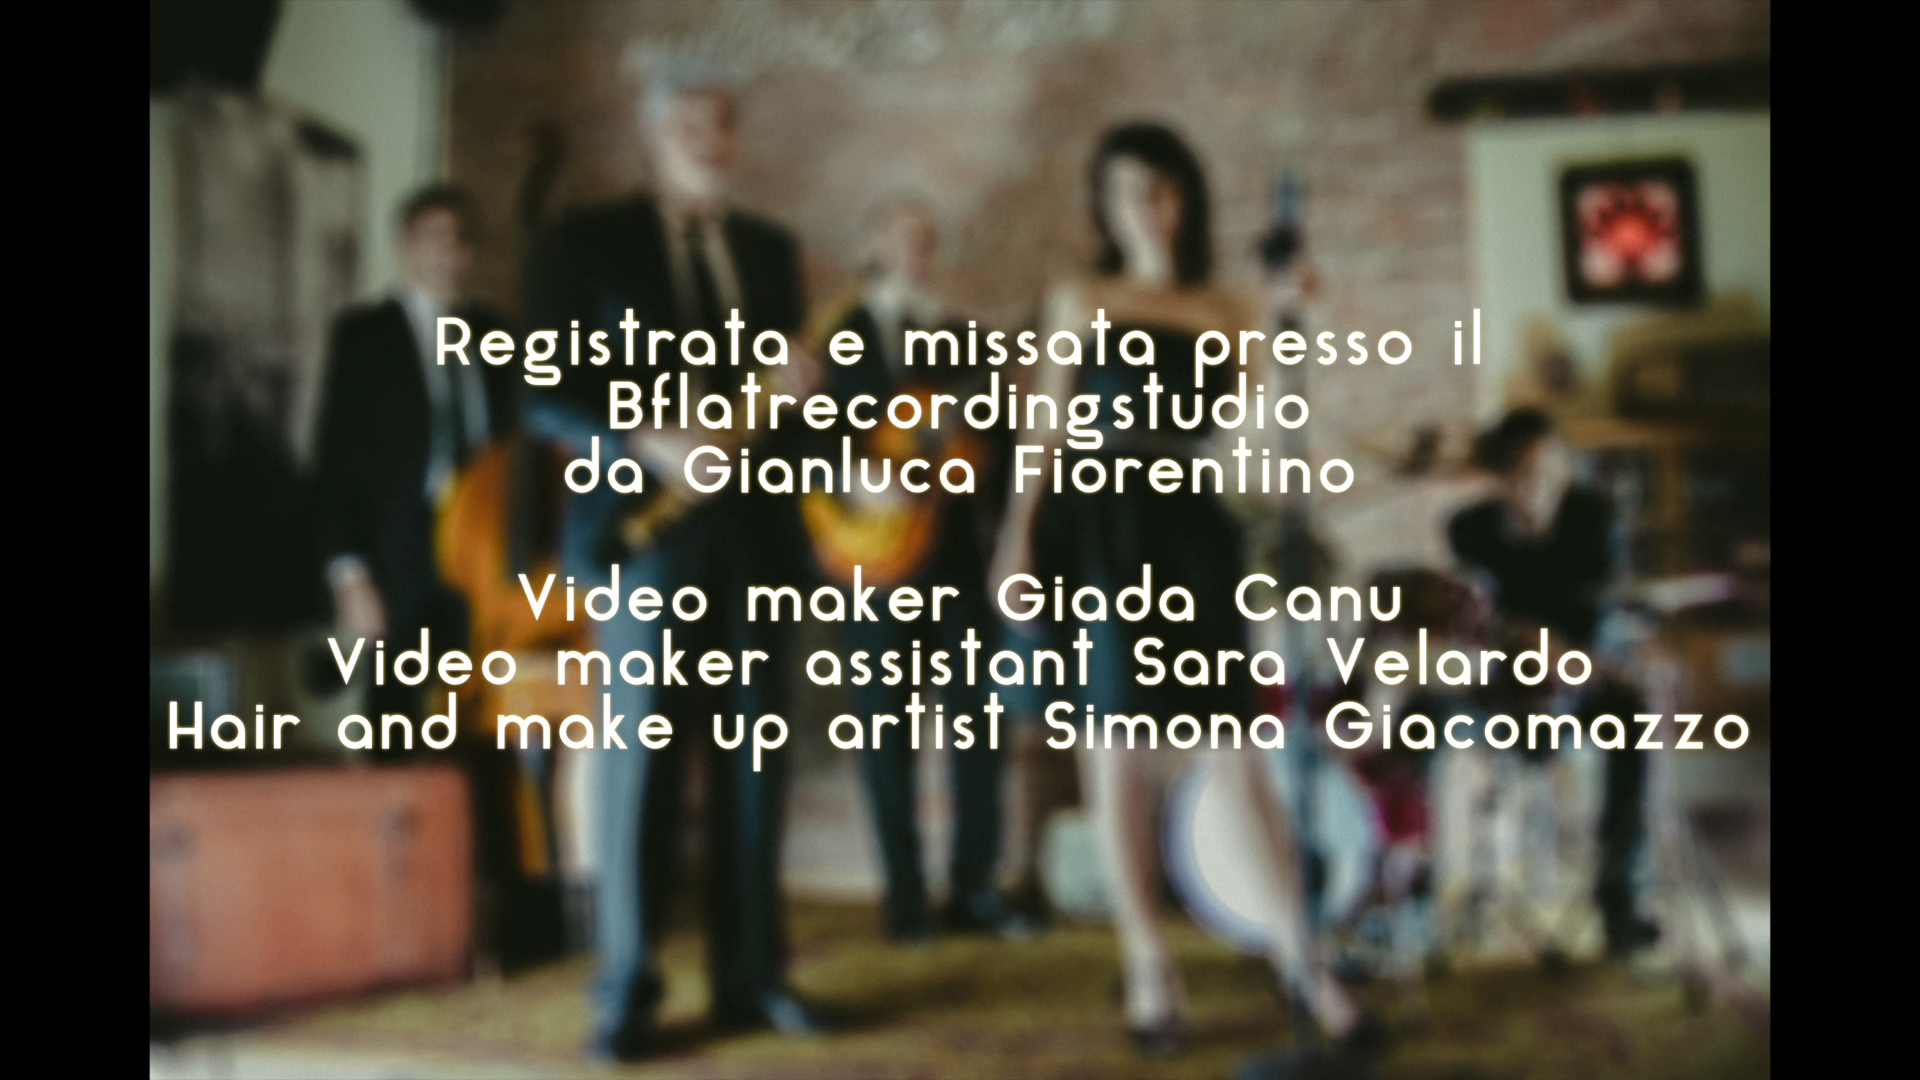 Registrata e missata presso il
Bflatrecordingstudio
da Gianluca Fiorentino
Video maker Giada Canu
Video maker assistant Sara Velardo
Hair and make up artist Simona Giacomazzo